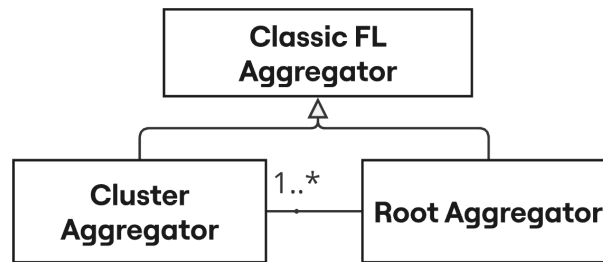 Classic FL
Aggregator
1..*
Cluster
Aggregator
Root Aggregator